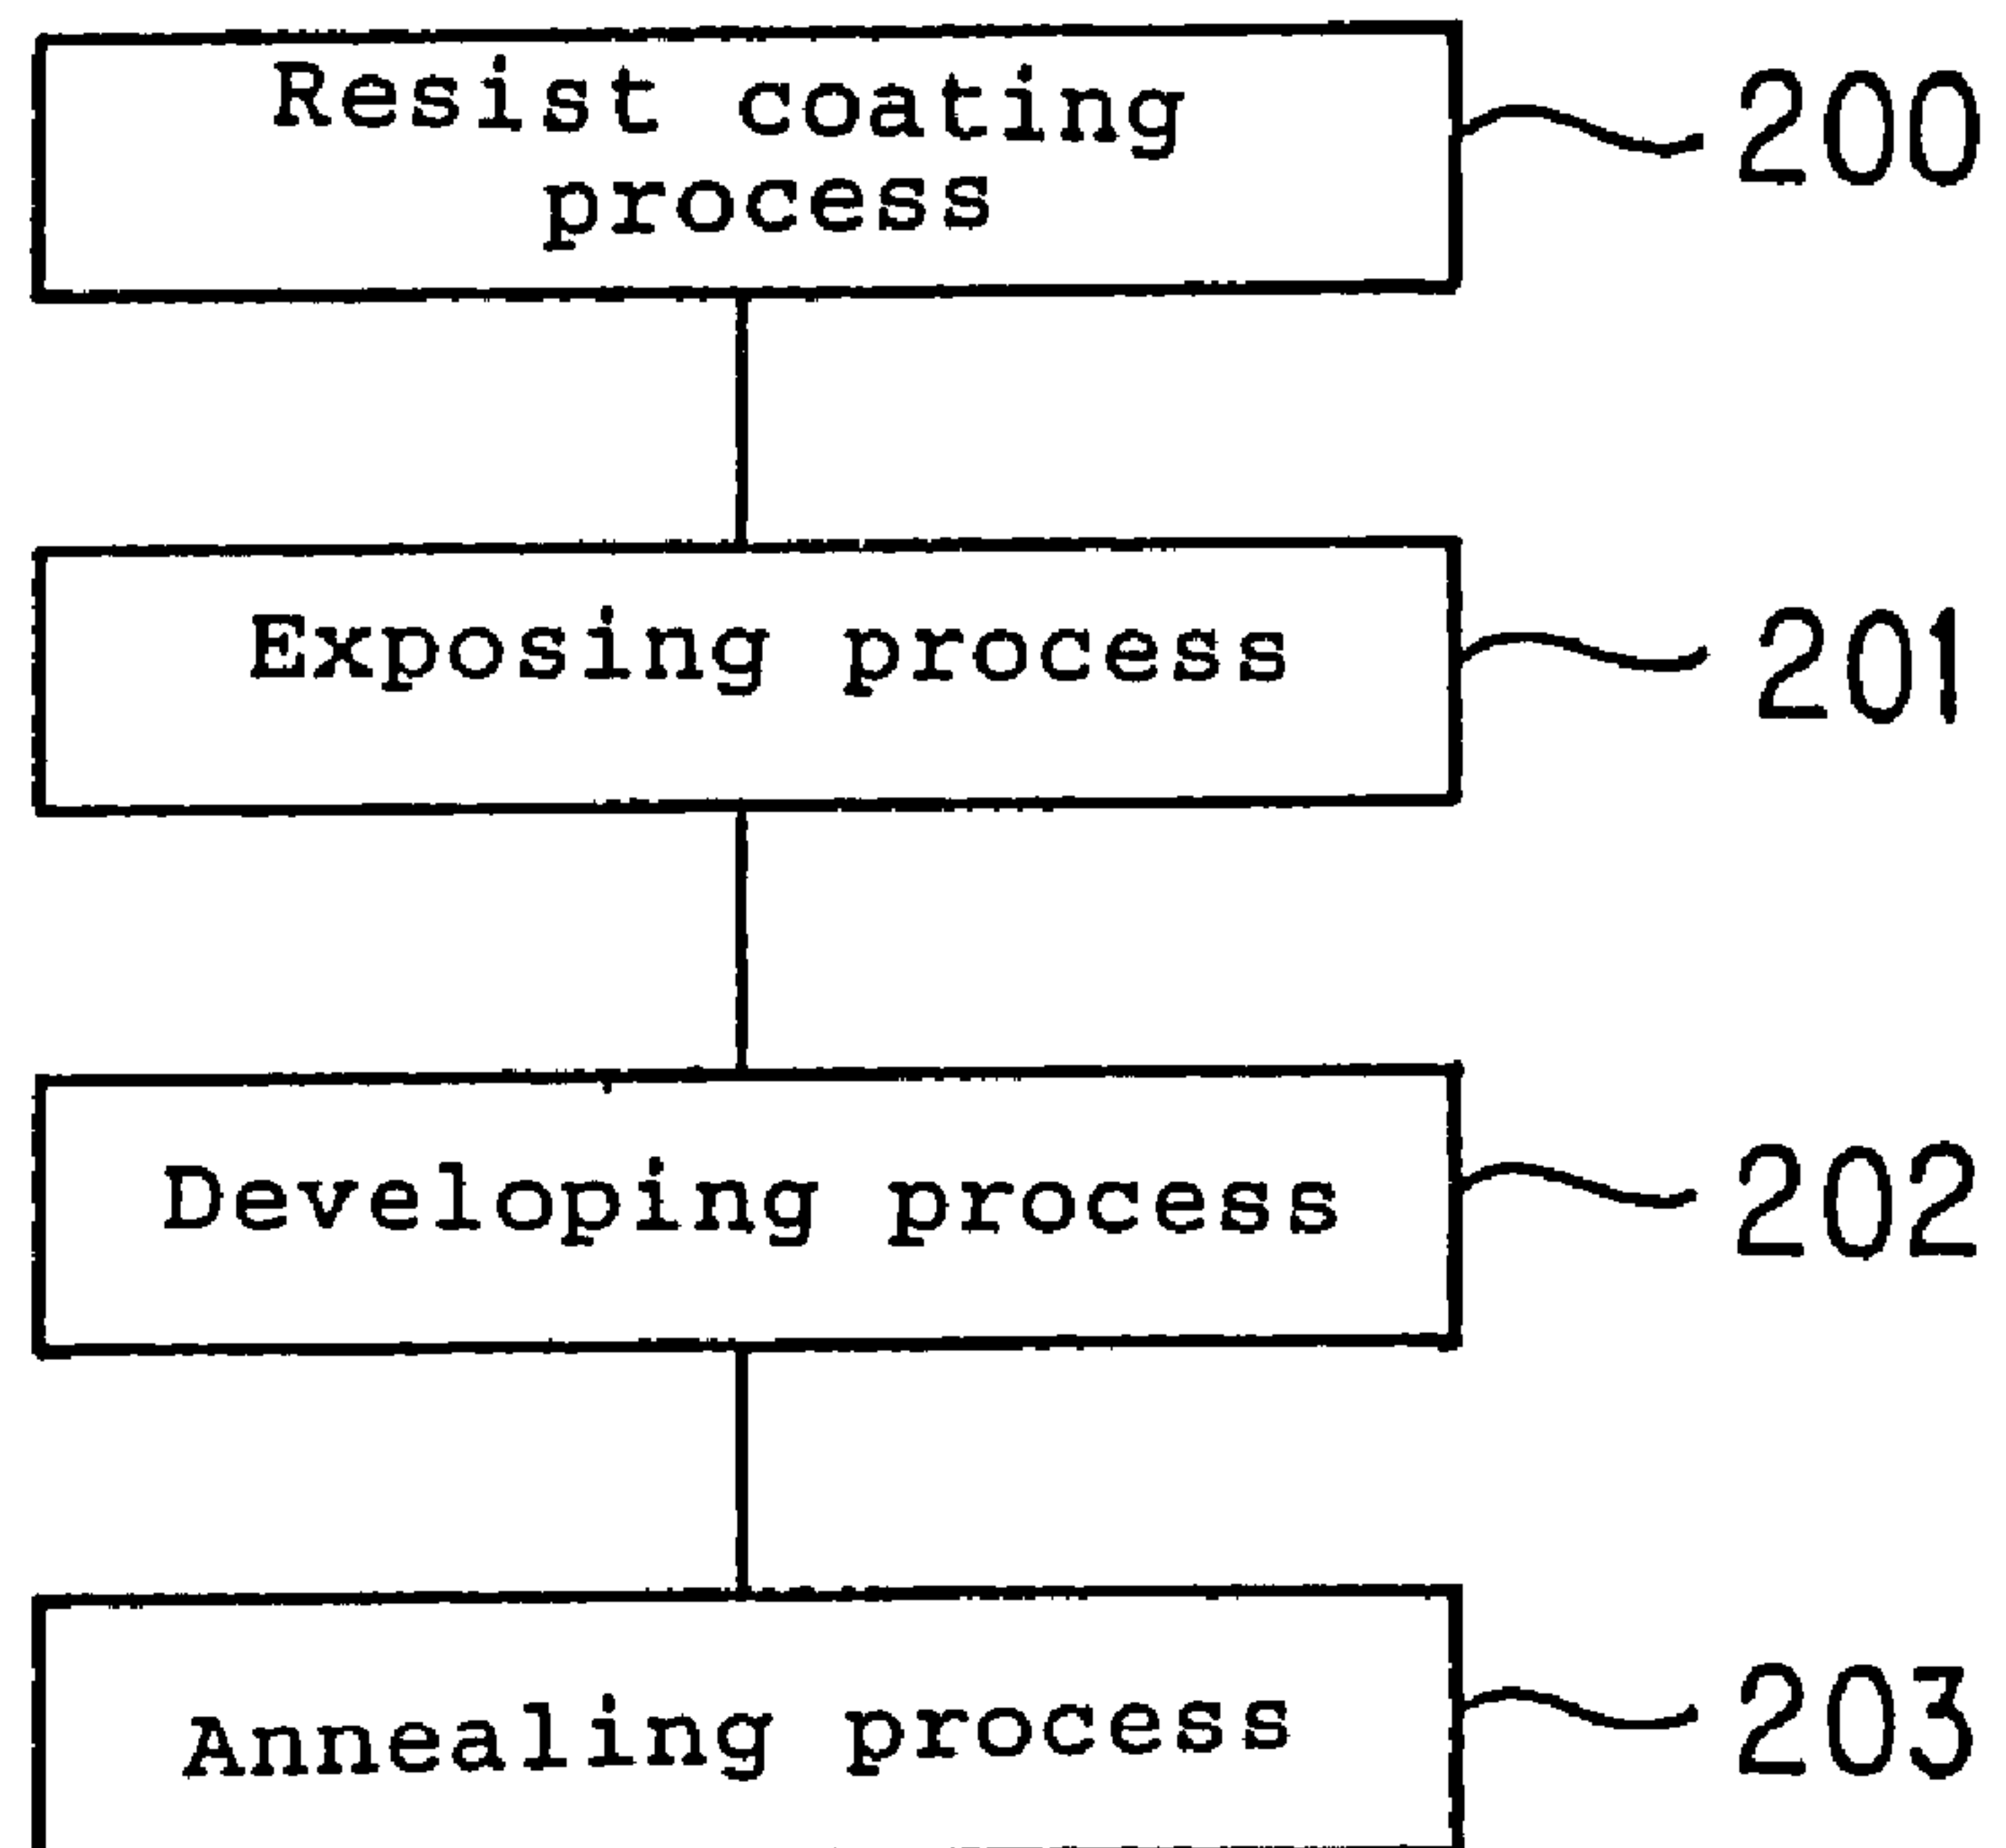 Resist coating
process
200
Exposing process
201
Developing process
202
Annealing process
203